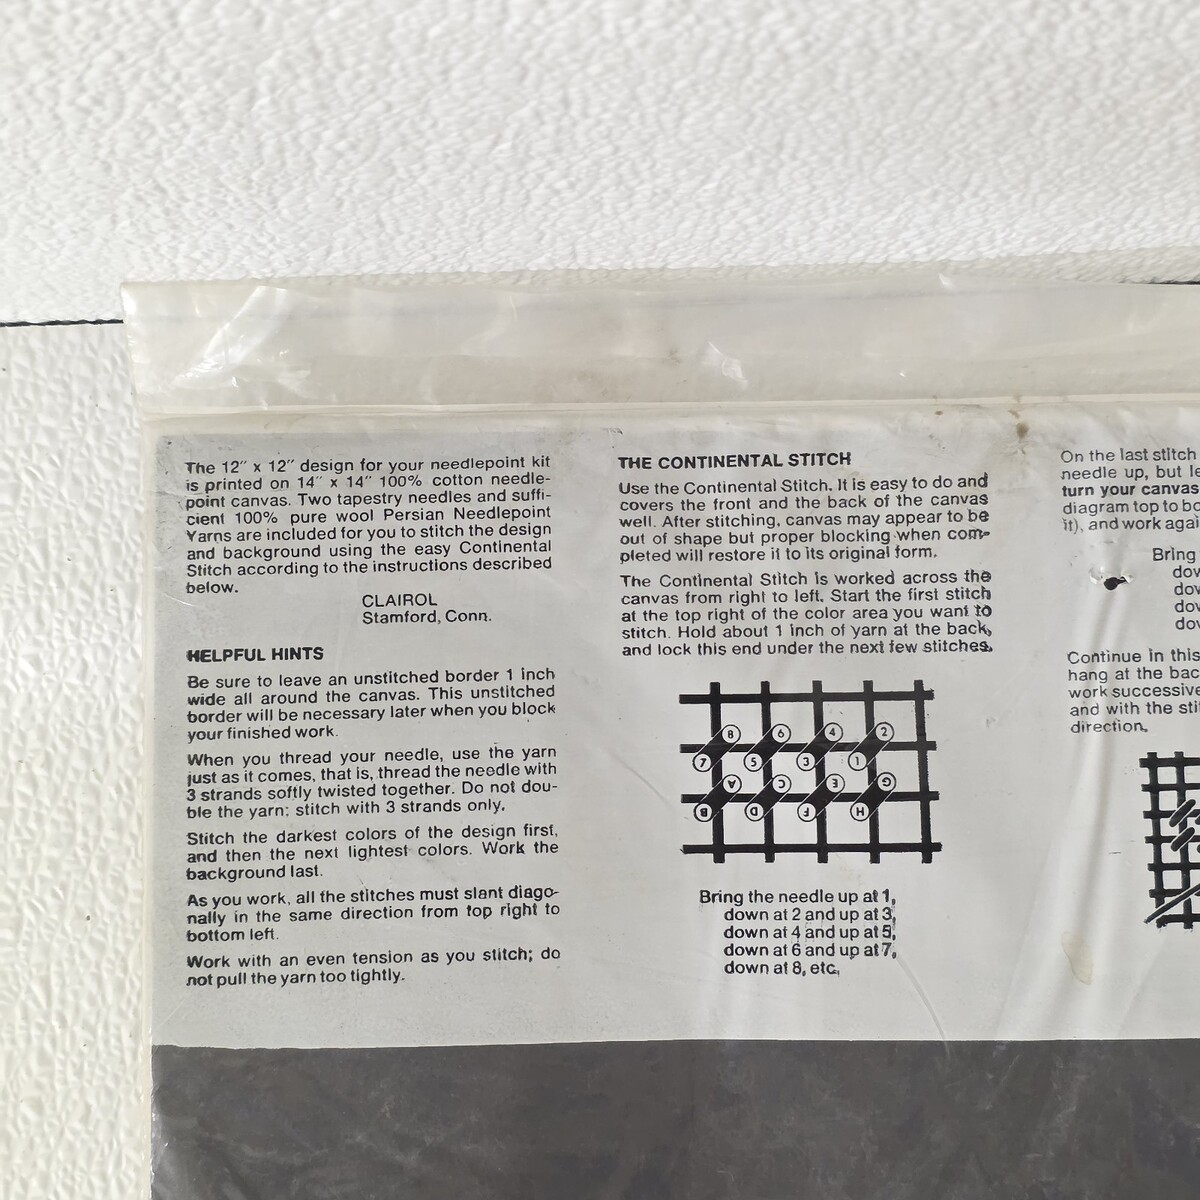 The 12" x 12" design for your needlepoint kit
is printed on 14" x 14" 100% cotton needle-
point canvas. Two tapestry needles and suffi-
cient 100% pure wool Persian Needlepoint
Yarns are included for you to stitch the design
and background using the easy Continental
Stitch according to the instructions described
below.
CLAIROL
Stamford, Conn.
HELPFUL HINTS
Be sure to leave an unstitched border 1 inch
wide all around the canvas. This unstitched
border will be necessary later when you block
your finished work.
When you thread your needle, use the yarn
just as it comes, that is, thread the needle with
3 strands softly twisted together. Do not dou-
ble the yarn: stitch with 3 strands only.
Stitch the darkest colors of the design first,
and then the next lightest colors. Work the
background last.
As you work, all the stitches must slant diago-
nally in the same direction from top right to
bottom left.
Work with an even tension as you stitch; do
not pull the yarn too tightly.
THE CONTINENTAL STITCH
Use the Continental Stitch. It is easy to do and
covers the front and the back of the canvas
well. After stitching, canvas may appear to be
out of shape but proper blocking when com-
pleted will restore it to its original form.
The Continental Stitch is worked across the
canvas from right to left. Start the first stitch
at the top right of the color area you want to
stitch. Hold about 1 inch of yarn at the back,
and lock this end under the next few stitches.
8 6 4 2
7 5 3 1
A C E G
B D F H
Bring the needle up at 1,
down at 2 and up at 3,
down at 4 and up at 5,
down at 6 and up at 7,
down at 8, etc.
On the last stitch
needle up, but le
turn your canvas
diagram top to bo
it), and work agai
Bring
dow
dow
dow
dow
Continue in this
hang at the bac
work successive
and with the stit
direction.